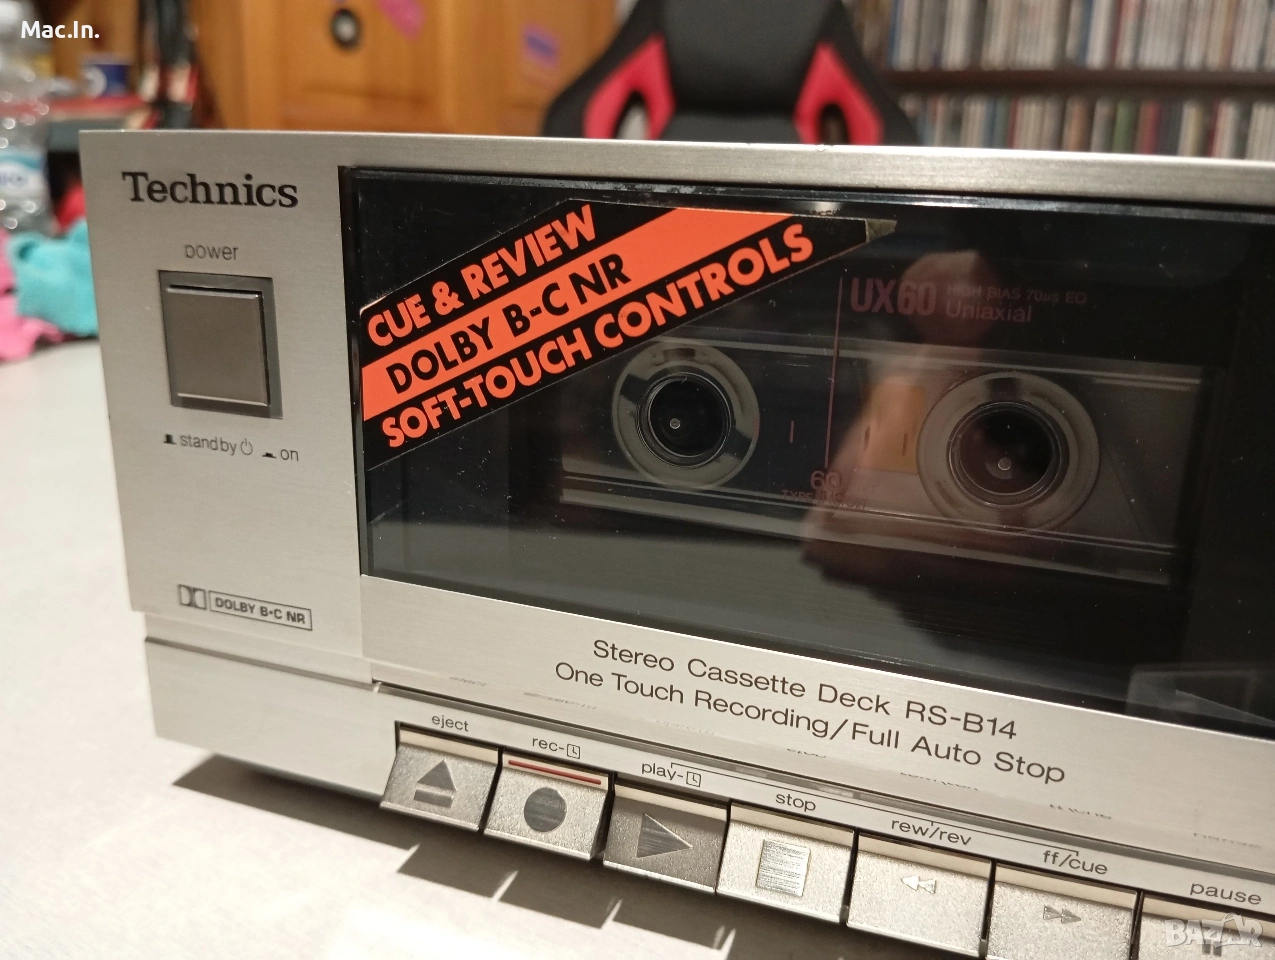 Mac.In.
Technics
power
standby on
DOLBY B·C NR
CUE & REVIEW
DOLBY B-C NR
SOFT-TOUCH CONTROLS
UX60 HIGH BIAS 70μs EQ
Uniaxial
60
Stereo Cassette Deck RS-B14
One Touch Recording/Full Auto Stop
eject
rec-
play-
stop
rew/rev
ff/cue
pause
BAZAR